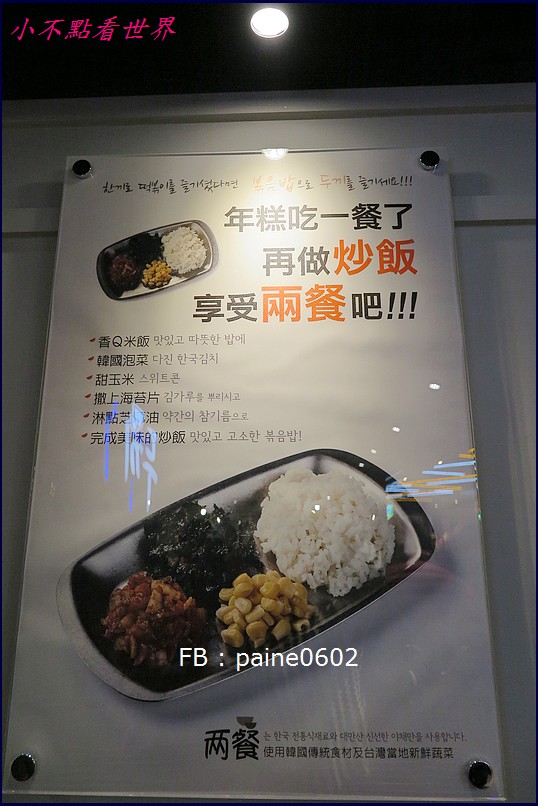 小不點看世界
한끼로 떡볶이를 즐기셨다면 볶음밥으로 두끼를 즐기세요!!!
年糕吃一餐了
再做炒飯
享受兩餐吧!!!
香Q米飯 맛있고 따뜻한 밥에
韓國泡菜 다진 한국김치
甜玉米 스위트콘
撒上海苔片 김가루를 뿌리시고
淋點芝麻油 약간의 참기름으로
完成美味的炒飯 맛있고 고소한 볶음밥!
FB : paine0602
两餐 는 한국 전통식재료와 대만산 신선한 야채만을 사용합니다.
使用韓國傳統食材及台灣當地新鮮蔬菜